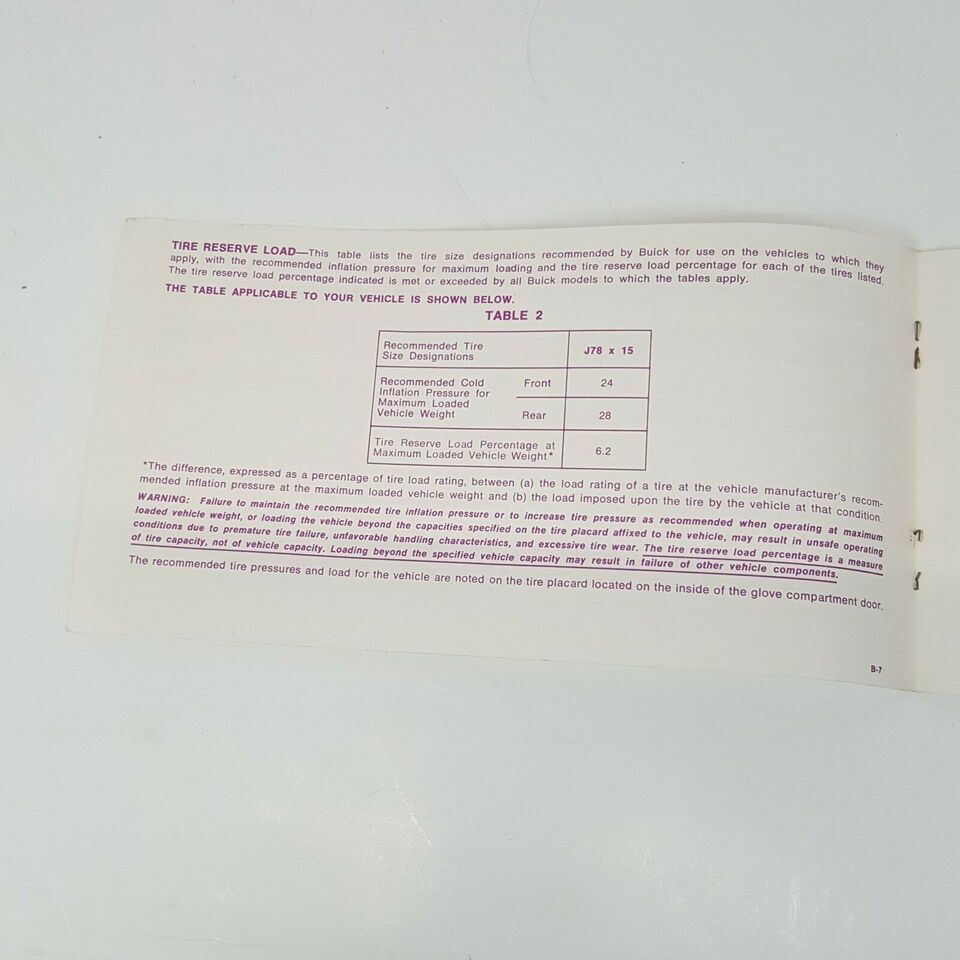 TIRE RESERVE LOAD—This table lists the tire size designations recommended by Buick for use on the vehicles to which they
apply, with the recommended inflation pressure for maximum loading and the tire reserve load percentage for each of the tires listed.
The tire reserve load percentage indicated is met or exceeded by all Buick models to which the tables apply.
THE TABLE APPLICABLE TO YOUR VEHICLE IS SHOWN BELOW.
TABLE 2
Recommended Tire
Size Designations
J78 x 15
Recommended Cold
Inflation Pressure for
Maximum Loaded
Vehicle Weight
Front
24
Rear
28
Tire Reserve Load Percentage at
Maximum Loaded Vehicle Weight*
6.2
*The difference, expressed as a percentage of tire load rating, between (a) the load rating of a tire at the vehicle manufacturer's recom-
mended inflation pressure at the maximum loaded vehicle weight and (b) the load imposed upon the tire by the vehicle at that condition.
WARNING: Failure to maintain the recommended tire inflation pressure or to increase tire pressure as recommended when operating at maximum
loaded vehicle weight, or loading the vehicle beyond the capacities specified on the tire placard affixed to the vehicle, may result in unsafe operating
conditions due to premature tire failure, unfavorable handling characteristics, and excessive tire wear. The tire reserve load percentage is a measure
of tire capacity, not of vehicle capacity. Loading beyond the specified vehicle capacity may result in failure of other vehicle components.
The recommended tire pressures and load for the vehicle are noted on the tire placard located on the inside of the glove compartment door.
B-7